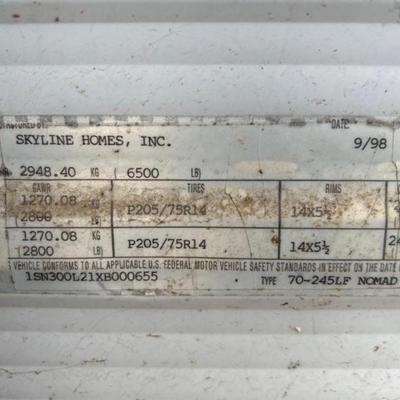 DATE
SKYLINE HOMES, INC. 9/98
2948.40 KG 6500 LB)
GAWR TIRES RIMS
1270.08 KG
2800 LB) P205/75R14 14X5½
1270.08 KG
2800 LB) P205/75R14 14X5½ 24
VEHICLE CONFORMS TO ALL APPLICABLE U.S. FEDERAL MOTOR VEHICLE SAFETY STANDARDS IN EFFECT ON THE DATE
1SN300L21XB000655 TYPE 70-245LF NOMAD